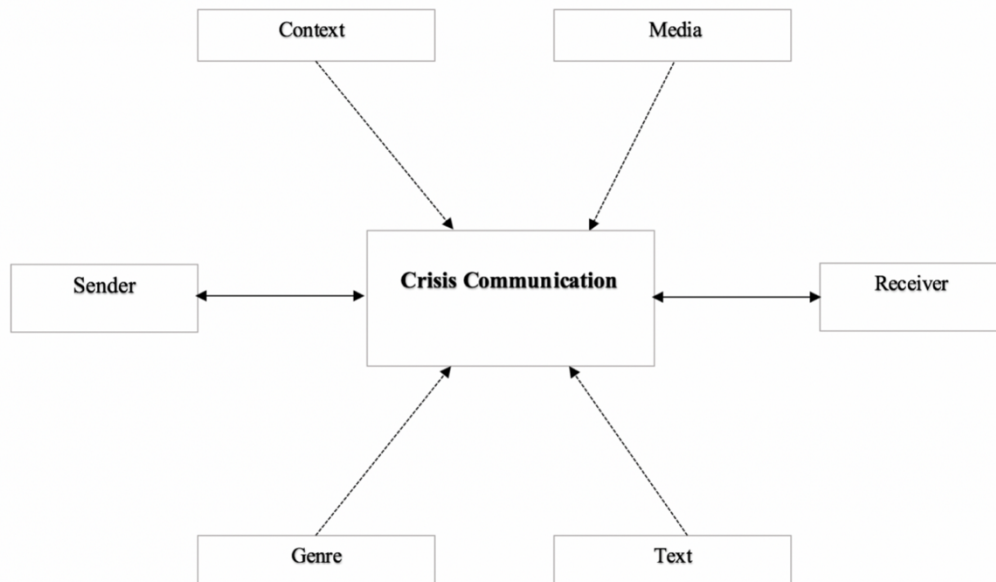 Context
Media
Sender
Crisis Communication
Receiver
Genre
Text